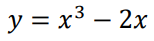 y = x³ − 2x